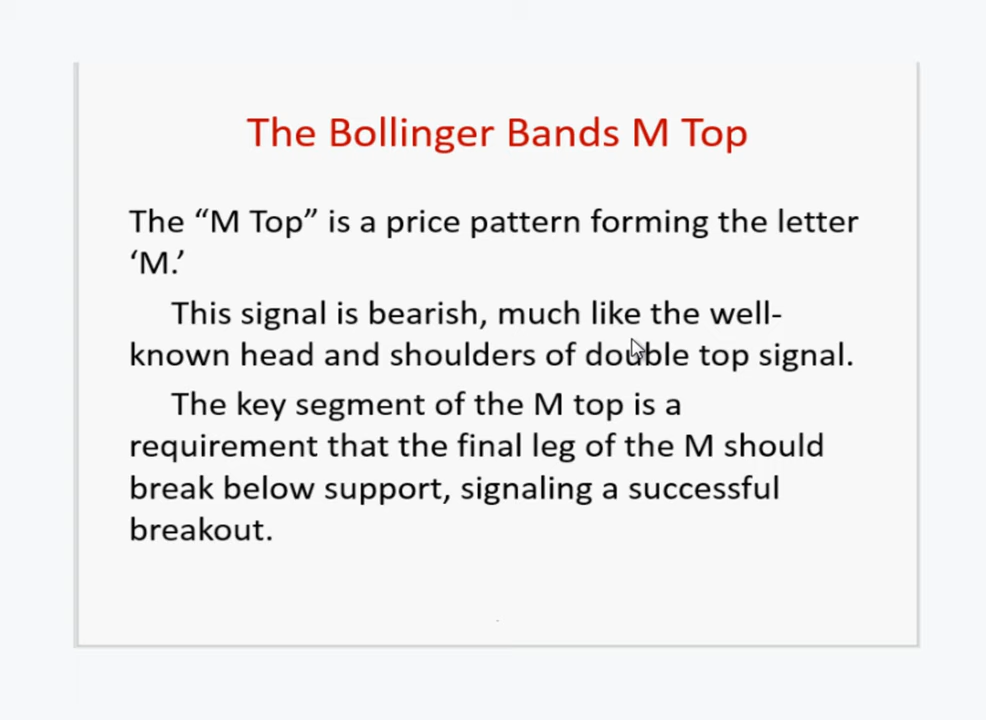 The Bollinger Bands M Top
The “M Top” is a price pattern forming the letter
‘M.’
This signal is bearish, much like the well-
known head and shoulders of double top signal.
The key segment of the M top is a
requirement that the final leg of the M should
break below support, signaling a successful
breakout.